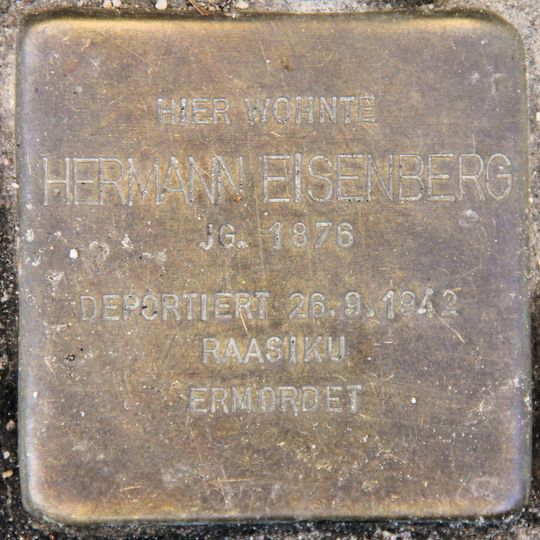 HIER WOHNTE
HERMANN EISENBERG
JG. 1876
DEPORTIERT 26.9.1942
RAASIKU
ERMORDET